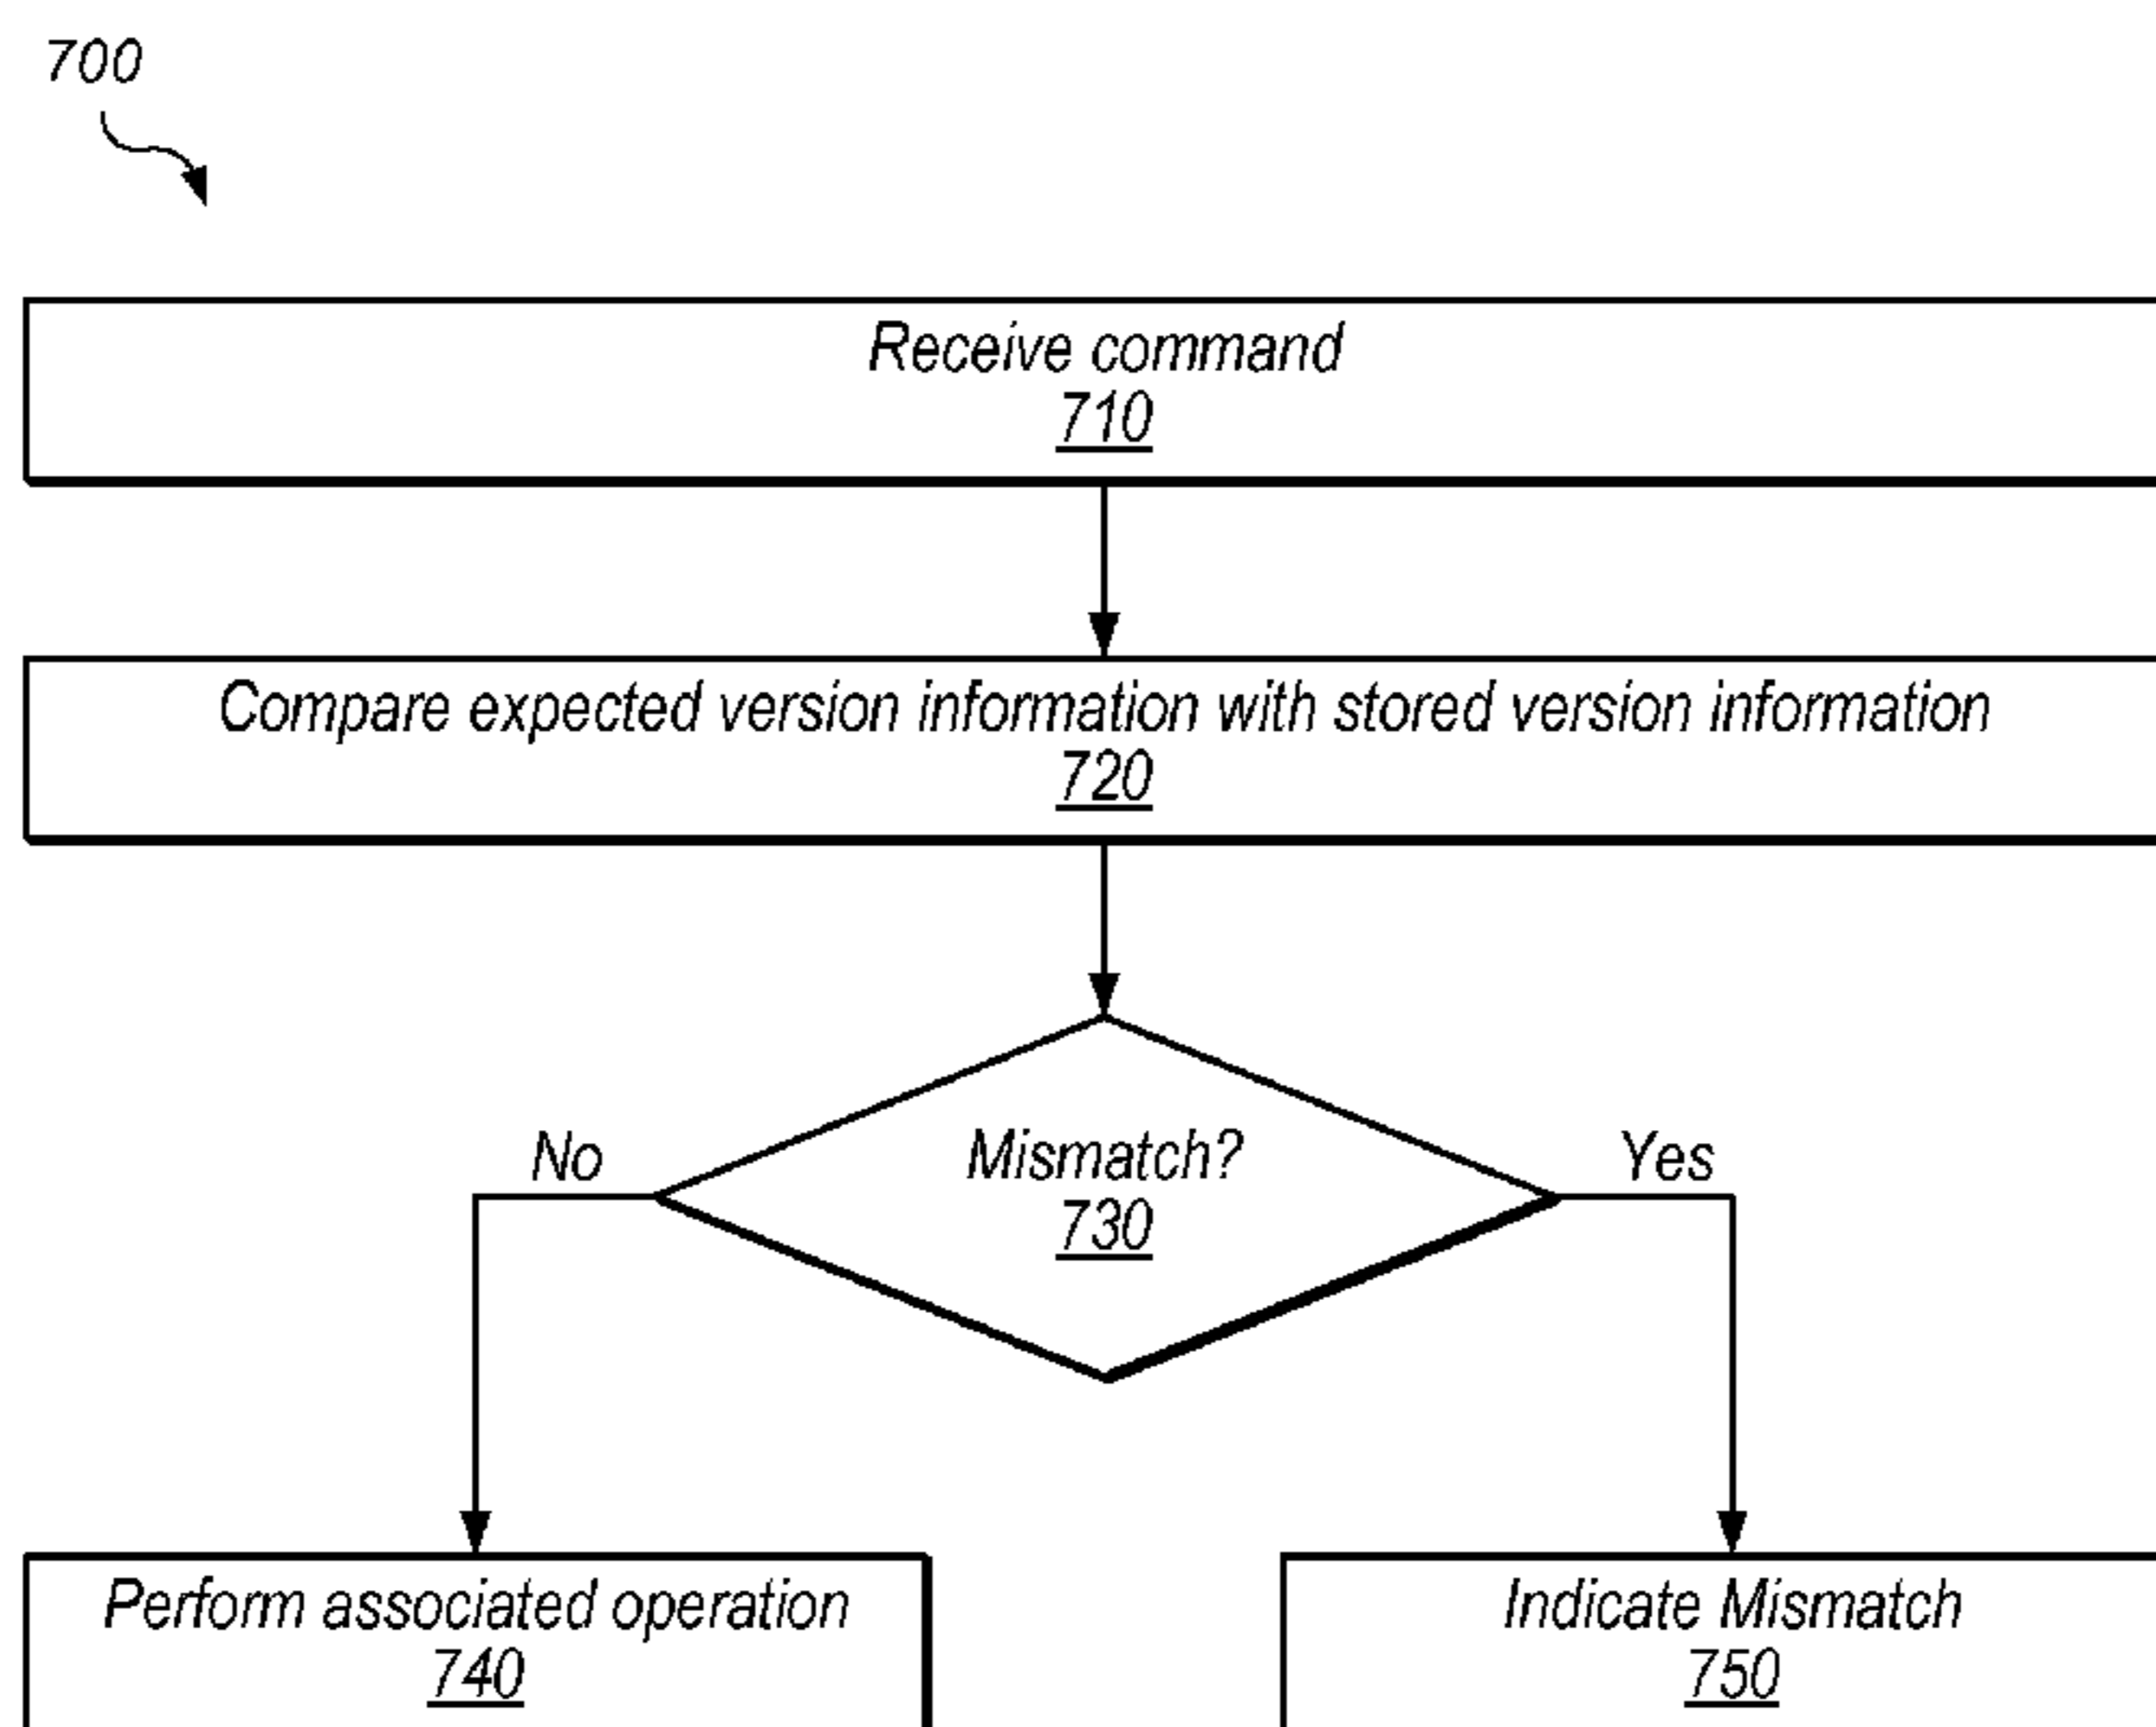 700
Receive command
710
Compare expected version information with stored version information
720
Mismatch?
730
No
Yes
Perform associated operation
740
Indicate Mismatch
750